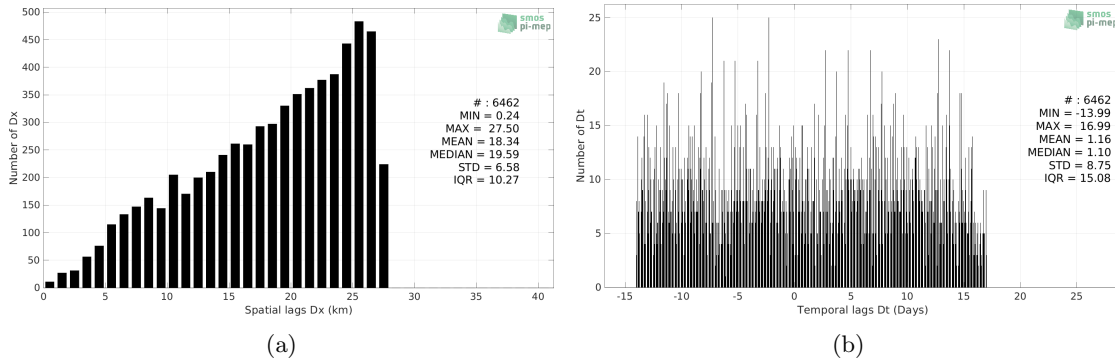 500
450
400
350
300
250
200
150
100
50
0
Number of Dx
0
5
10
15
20
25
30
35
40
Spatial lags Dx (km)
smos
pi-mep
# : 6462
MIN = 0.24
MAX = 27.50
MEAN = 18.34
MEDIAN = 19.59
STD = 6.58
IQR = 10.27
(a)
25
20
15
10
5
0
Number of Dt
-15
-10
-5
0
5
10
15
20
25
Temporal lags Dt (Days)
smos
pi-mep
# : 6462
MIN = -13.99
MAX = 16.99
MEAN = 1.16
MEDIAN = 1.10
STD = 8.75
IQR = 15.08
(b)